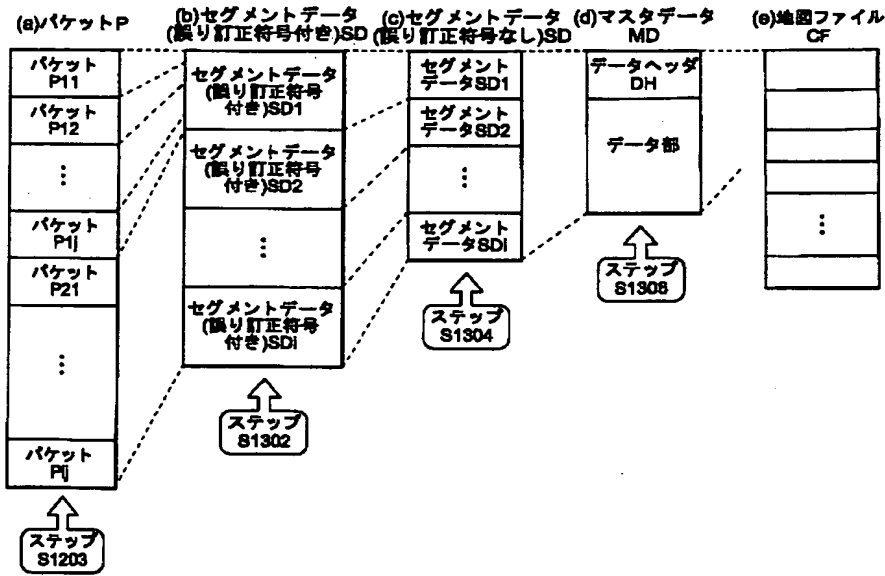 (a)パケットP
(b)セグメントデータ
(誤り訂正符号付き)SD
(c)セグメントデータ
(誤り訂正符号なし)SD
(d)マスタデータ
MD
(e)地図ファイル
CF
パケット
P11
パケット
P12
⋮
パケット
P1j
パケット
P21
⋮
パケット
Pij
ステップ
S1203
セグメントデータ
(誤り訂正符号
付き)SD1
セグメントデータ
(誤り訂正符号
付き)SD2
⋮
セグメントデータ
(誤り訂正符号
付き)SDi
ステップ
S1302
セグメント
データSD1
セグメント
データSD2
⋮
セグメント
データSDi
ステップ
S1304
データヘッダ
DH
データ部
ステップ
S1306
⋮